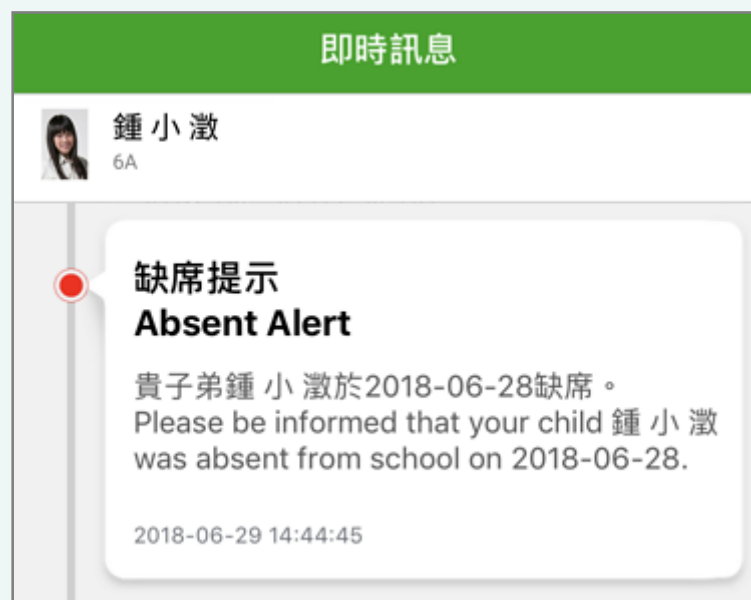 即時訊息
鍾 小 澂
6A
缺席提示
Absent Alert
貴子弟鍾 小 澂於2018-06-28缺席。
Please be informed that your child 鍾 小 澂
was absent from school on 2018-06-28.
2018-06-29 14:44:45